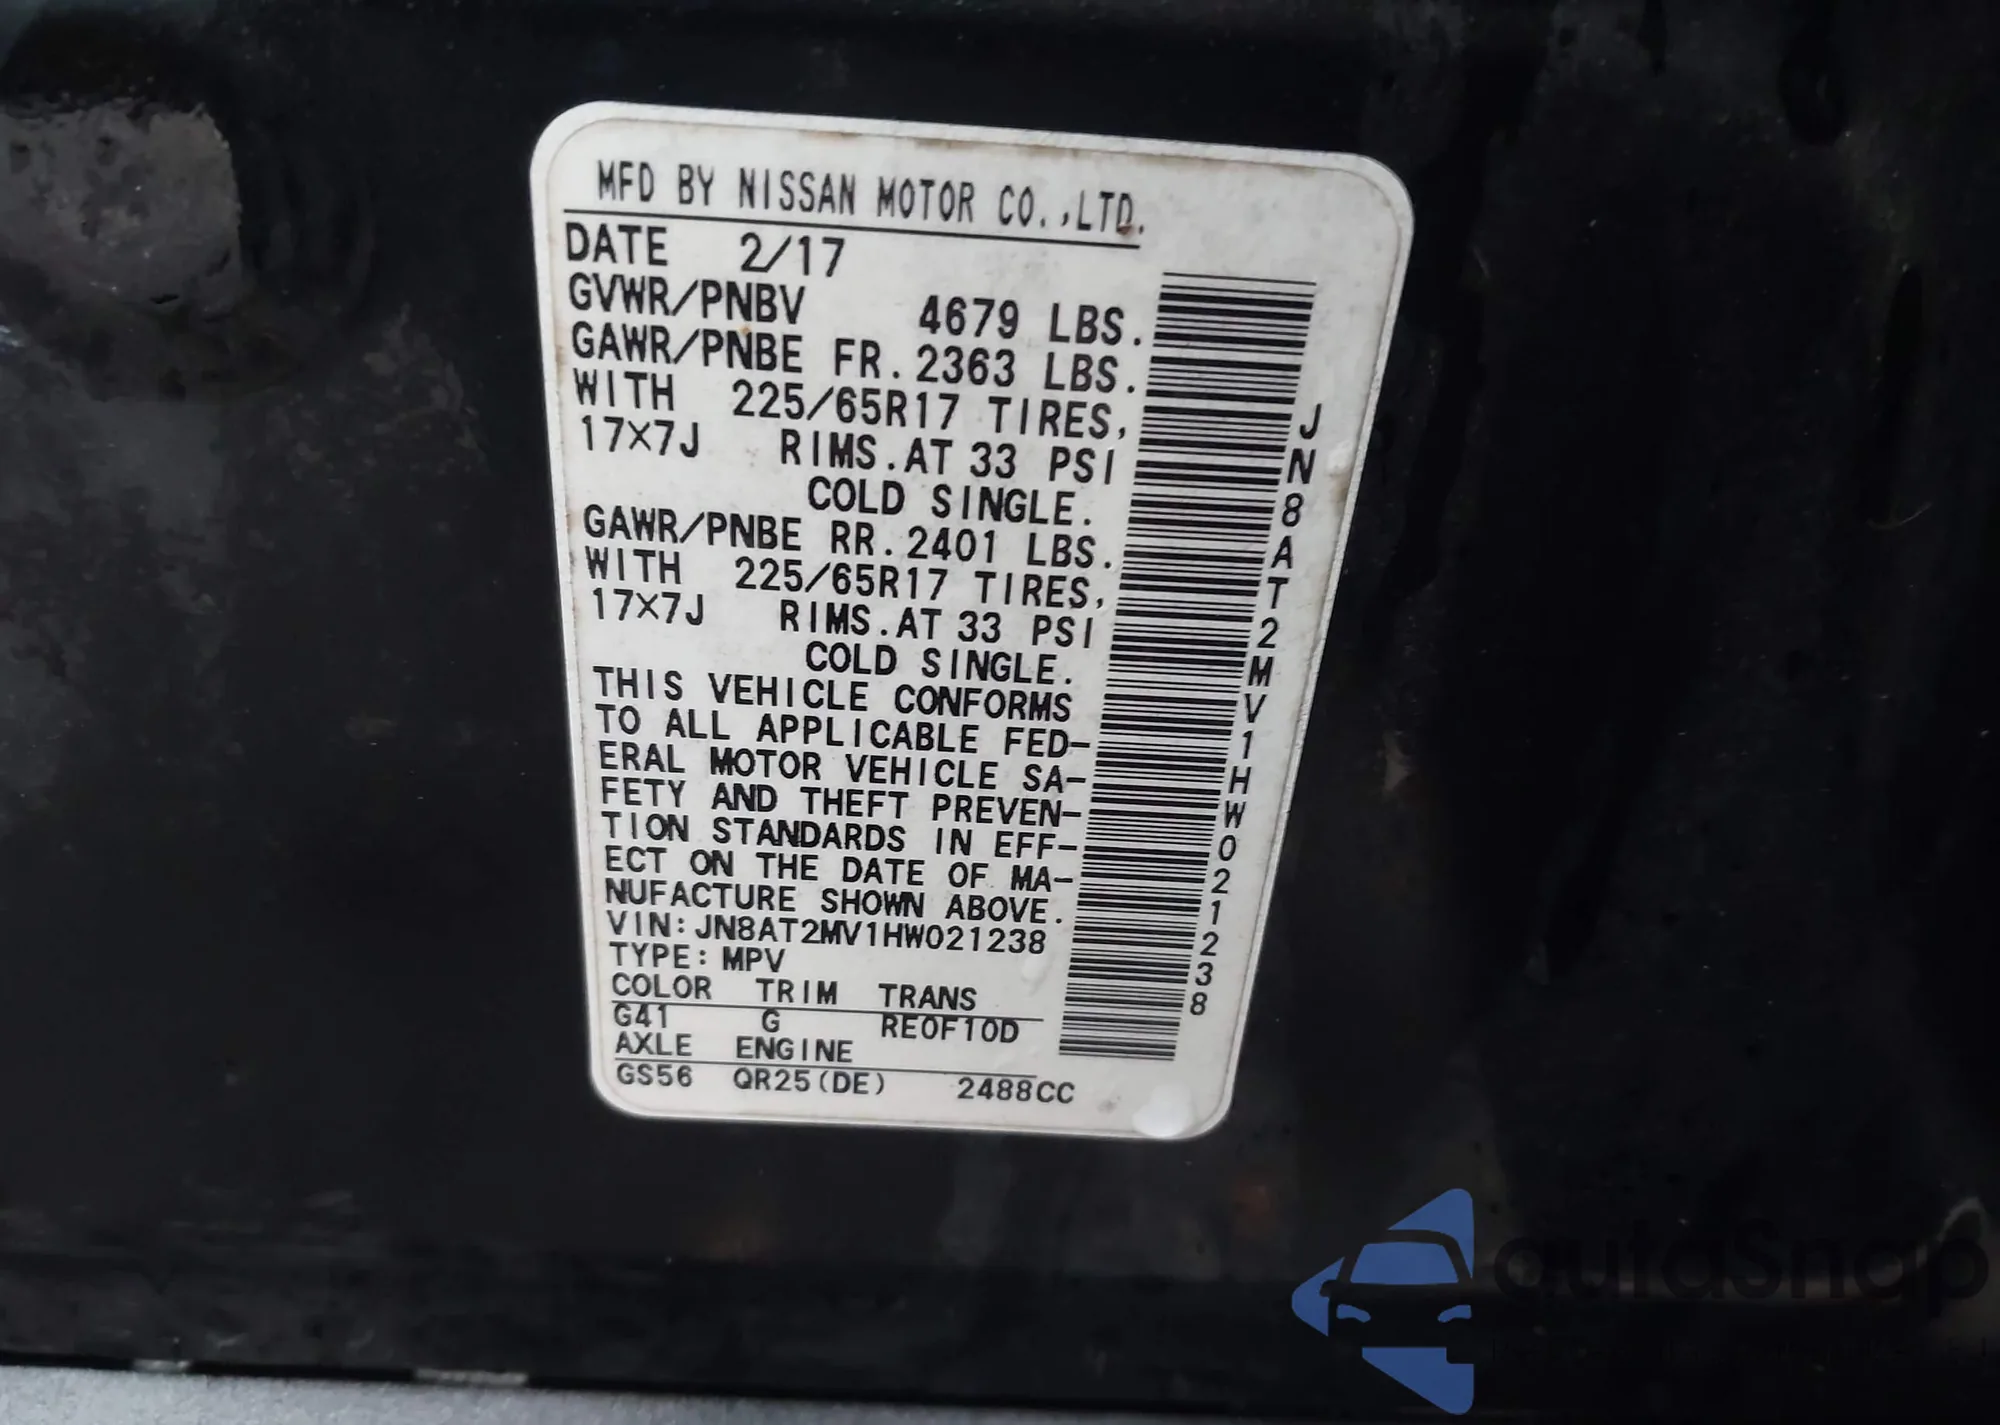 MFD BY NISSAN MOTOR CO.,LTD.
DATE 2/17
GVWR/PNBV 4679 LBS.
GAWR/PNBE FR.2363 LBS.
WITH 225/65R17 TIRES,
17×7J RIMS.AT 33 PSI
COLD SINGLE.
GAWR/PNBE RR.2401 LBS.
WITH 225/65R17 TIRES,
17×7J RIMS.AT 33 PSI
COLD SINGLE.
THIS VEHICLE CONFORMS
TO ALL APPLICABLE FED-
ERAL MOTOR VEHICLE SA-
FETY AND THEFT PREVEN-
TION STANDARDS IN EFF-
ECT ON THE DATE OF MA-
NUFACTURE SHOWN ABOVE.
VIN:JN8AT2MV1HW021238
TYPE:MPV
COLOR TRIM TRANS
G41 G RE0F10D
AXLE ENGINE
GS56 QR25(DE) 2488CC
JN8AT2MV1HW021238
autaSnap